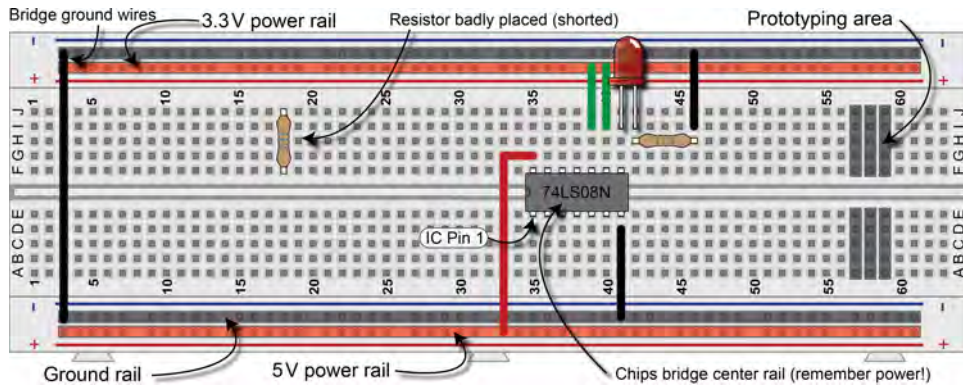 Bridge ground wires
3.3V power rail
Resistor badly placed (shorted)
Prototyping area
- -
+ +
1 5 10 15 20 25 30 35 40 45 50 55 60
F G H I J F G H I J
74LS08N
IC Pin 1
A B C D E A B C D E
1 5 10 15 20 25 30 35 40 45 50 55 60
- -
+ +
Ground rail
5V power rail
Chips bridge center rail (remember power!)